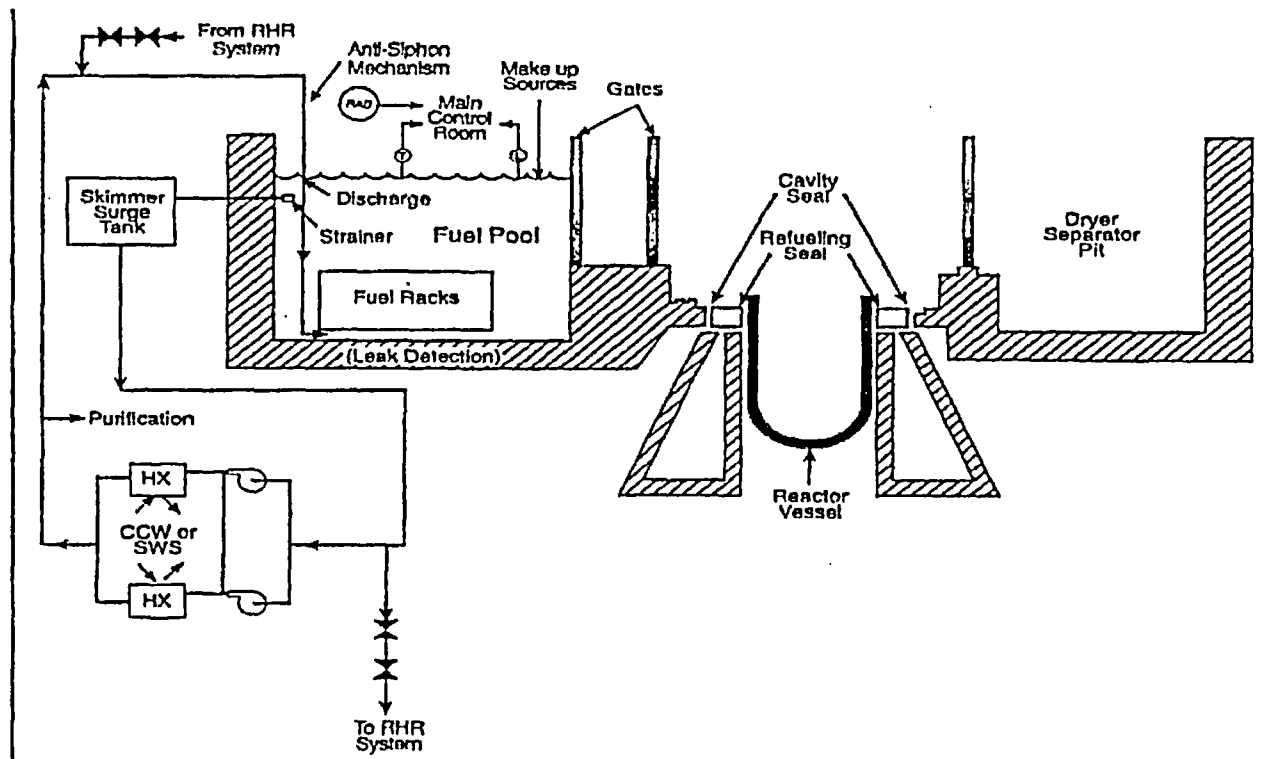 From RHR
System
Anti-Siphon
Mechanism
Make up
Sources
Gates
RAD
Main
Control
Room
T
L
Skimmer
Surge
Tank
Discharge
Strainer
Fuel Pool
Cavity
Seal
Refueling
Seal
Dryer
Separator
Pit
Fuel Racks
(Leak Detection)
Purification
HX
CCW or
SWS
HX
Reactor
Vessel
To RHR
System